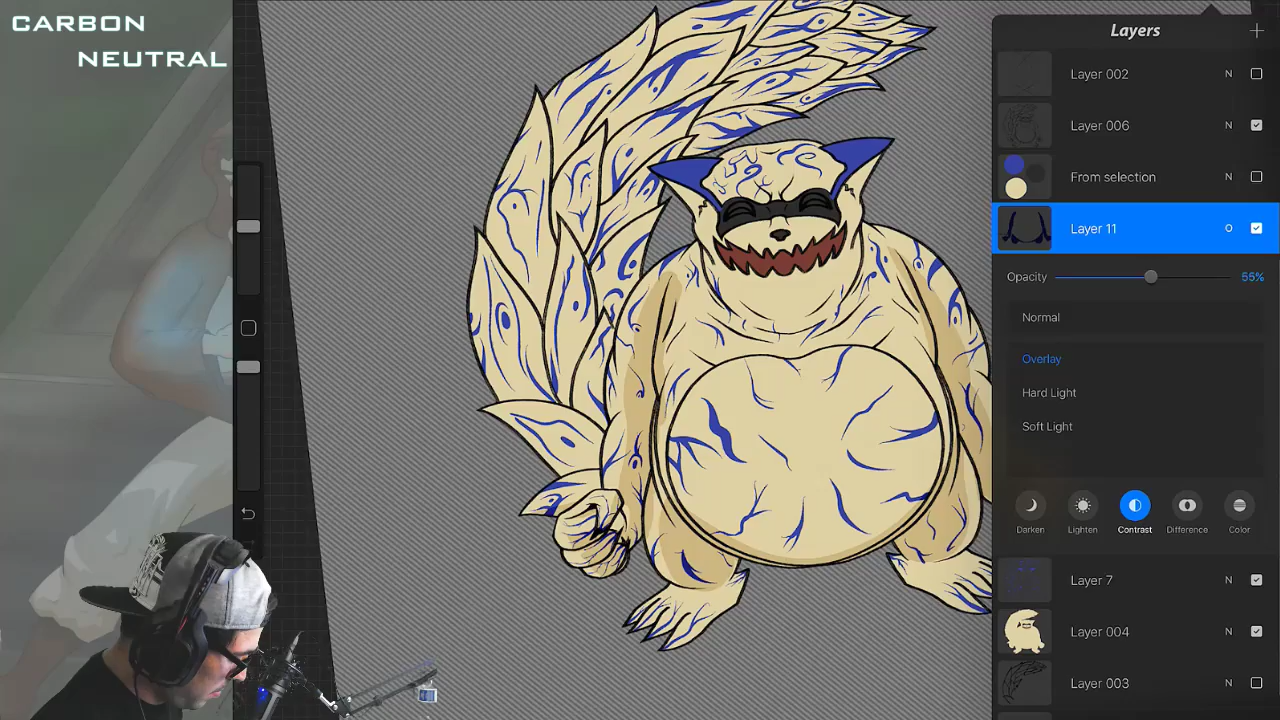 CARBON
NEUTRAL
Layers
Layer 002 N
Layer 006 N
From selection N
Layer 11 O
Opacity 55%
Normal
Overlay
Hard Light
Soft Light
Darken Lighten Contrast Difference Color
Layer 7 N
Layer 004 N
Layer 003 N